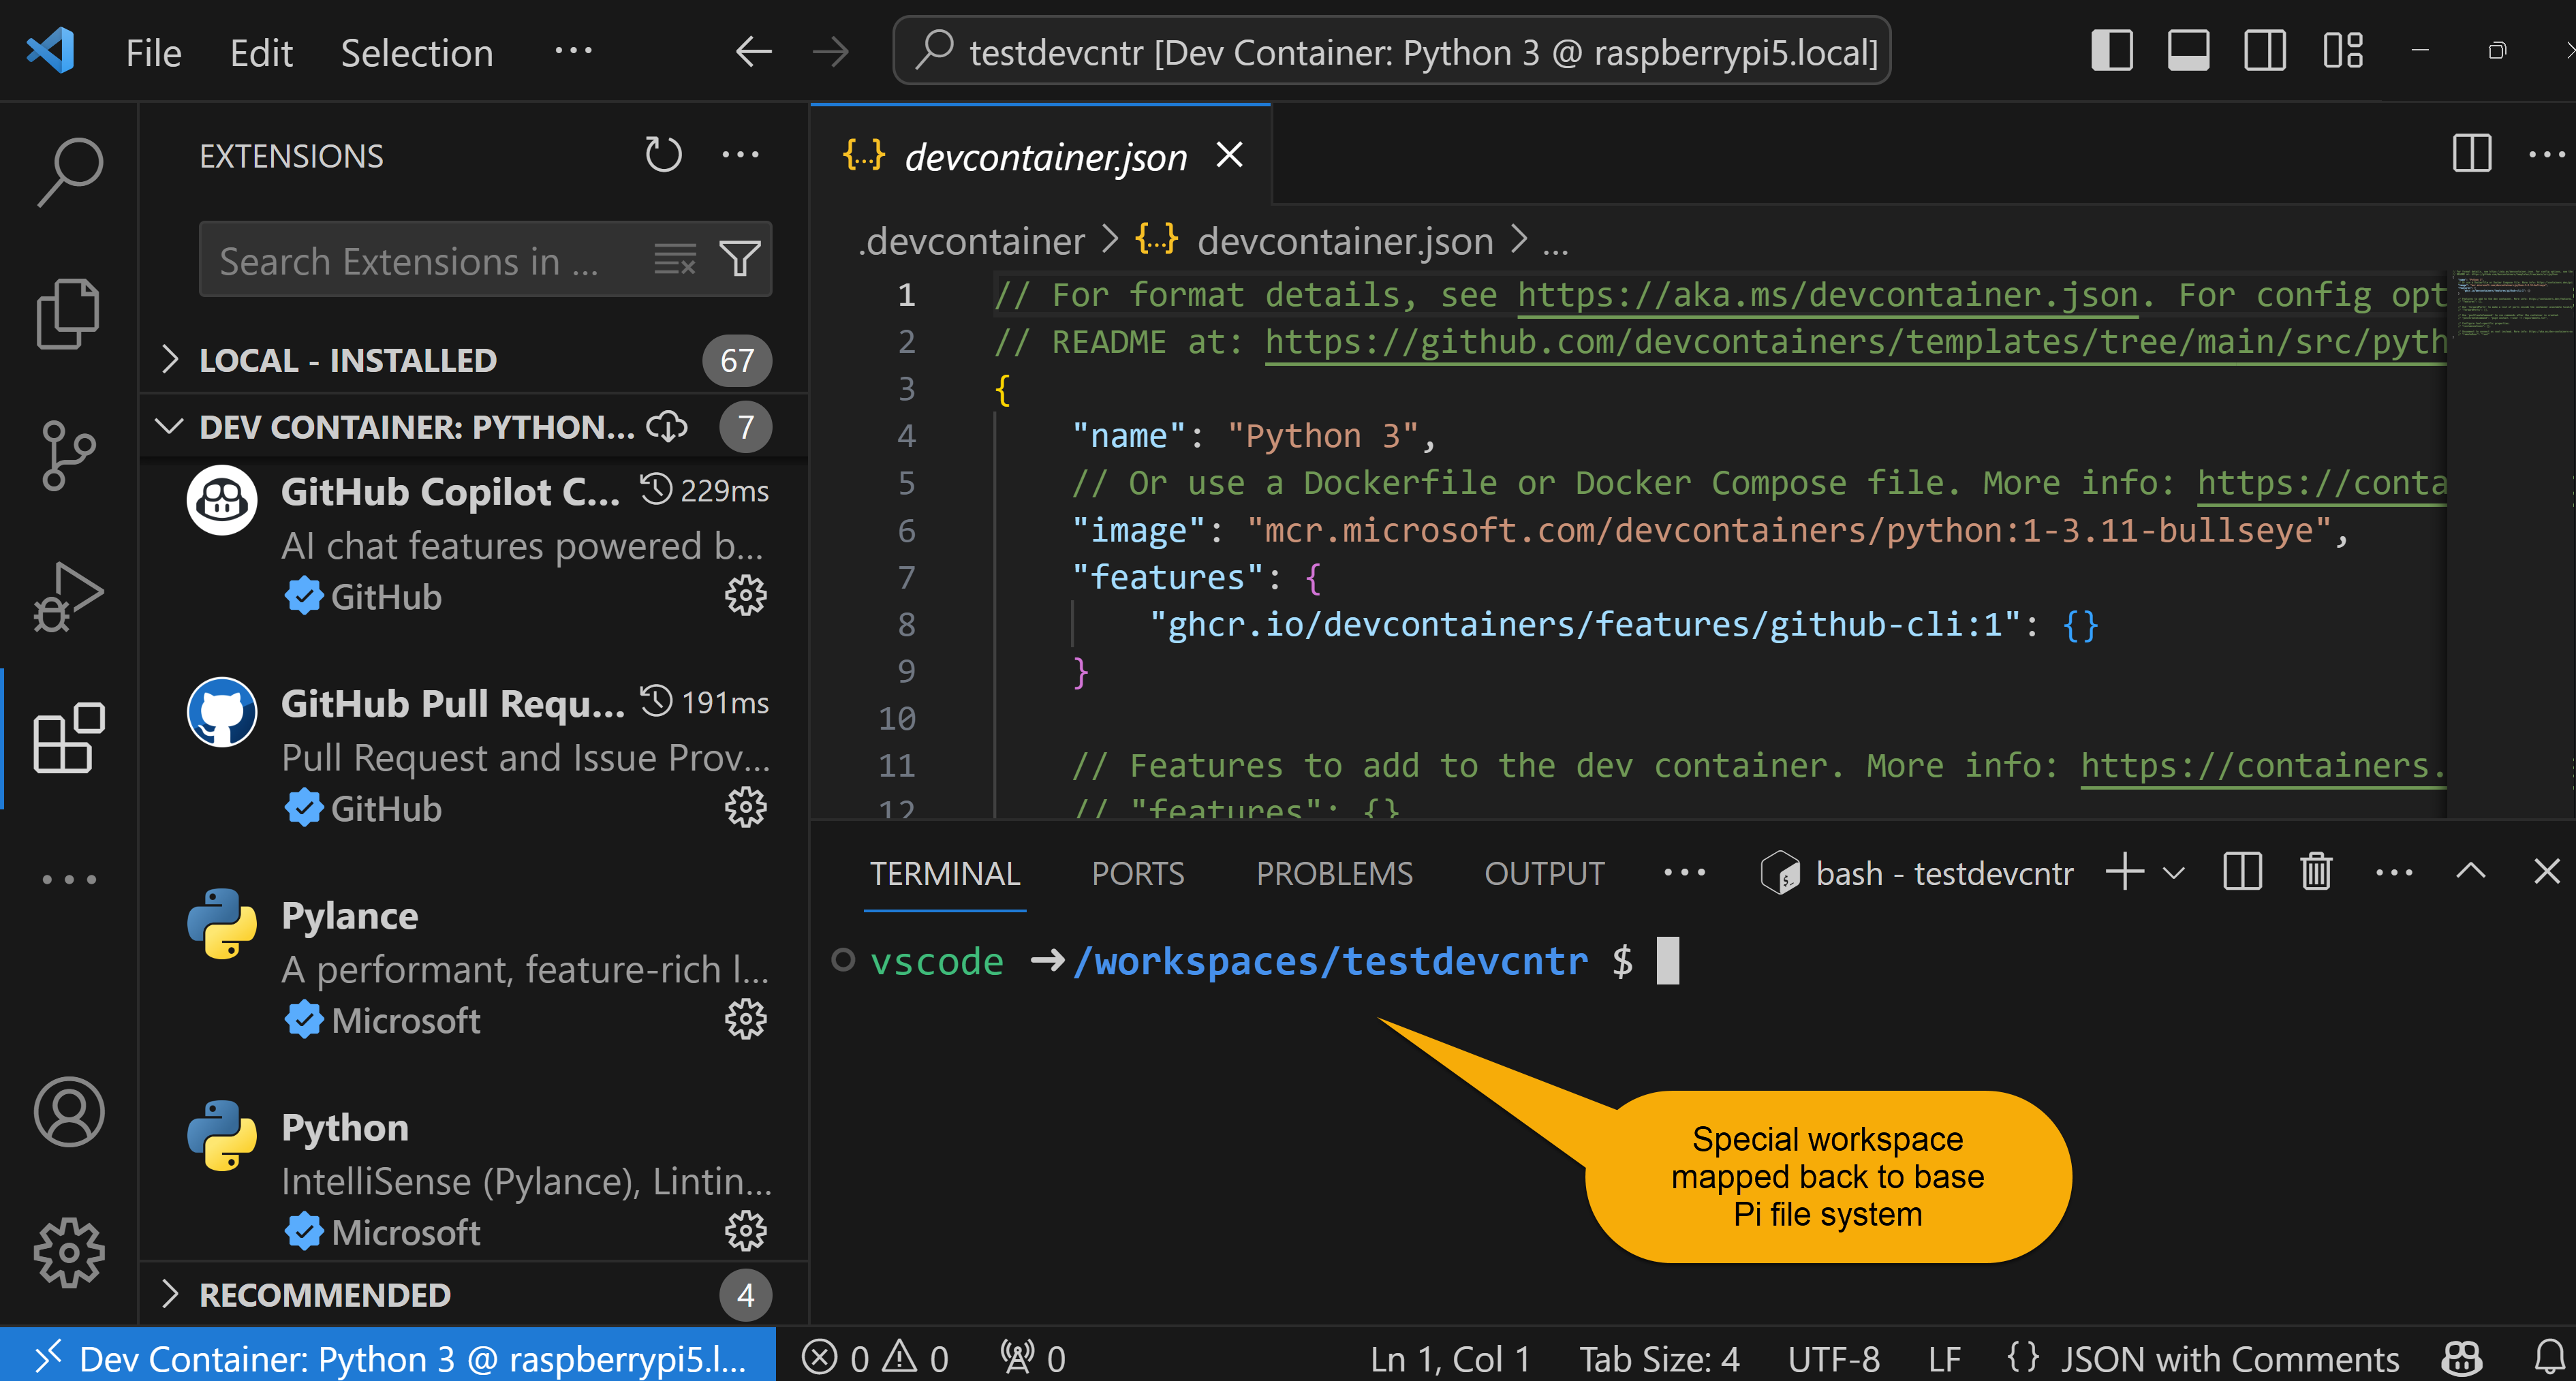 File Edit Selection ...
testdevcntr [Dev Container: Python 3 @ raspberrypi5.local]
EXTENSIONS
Search Extensions in ...
LOCAL - INSTALLED 67
DEV CONTAINER: PYTHON... 7
GitHub Copilot C... 229ms
AI chat features powered b...
GitHub
GitHub Pull Requ... 191ms
Pull Request and Issue Prov...
GitHub
Pylance
A performant, feature-rich l...
Microsoft
Python
IntelliSense (Pylance), Lintin...
Microsoft
RECOMMENDED 4
{...} devcontainer.json
.devcontainer > {...} devcontainer.json > ...
1 // For format details, see https://aka.ms/devcontainer.json. For config opt
2 // README at: https://github.com/devcontainers/templates/tree/main/src/pyth
3 {
4 "name": "Python 3",
5 // Or use a Dockerfile or Docker Compose file. More info: https://conta
6 "image": "mcr.microsoft.com/devcontainers/python:1-3.11-bullseye",
7 "features": {
8 "ghcr.io/devcontainers/features/github-cli:1": {}
9 }
10
11 // Features to add to the dev container. More info: https://containers.
12 // "features": {}
TERMINAL PORTS PROBLEMS OUTPUT ... bash - testdevcntr
vscode ➜ /workspaces/testdevcntr $
Special workspace
mapped back to base
Pi file system
Dev Container: Python 3 @ raspberrypi5.l... 0 0 0 Ln 1, Col 1 Tab Size: 4 UTF-8 LF {} JSON with Comments